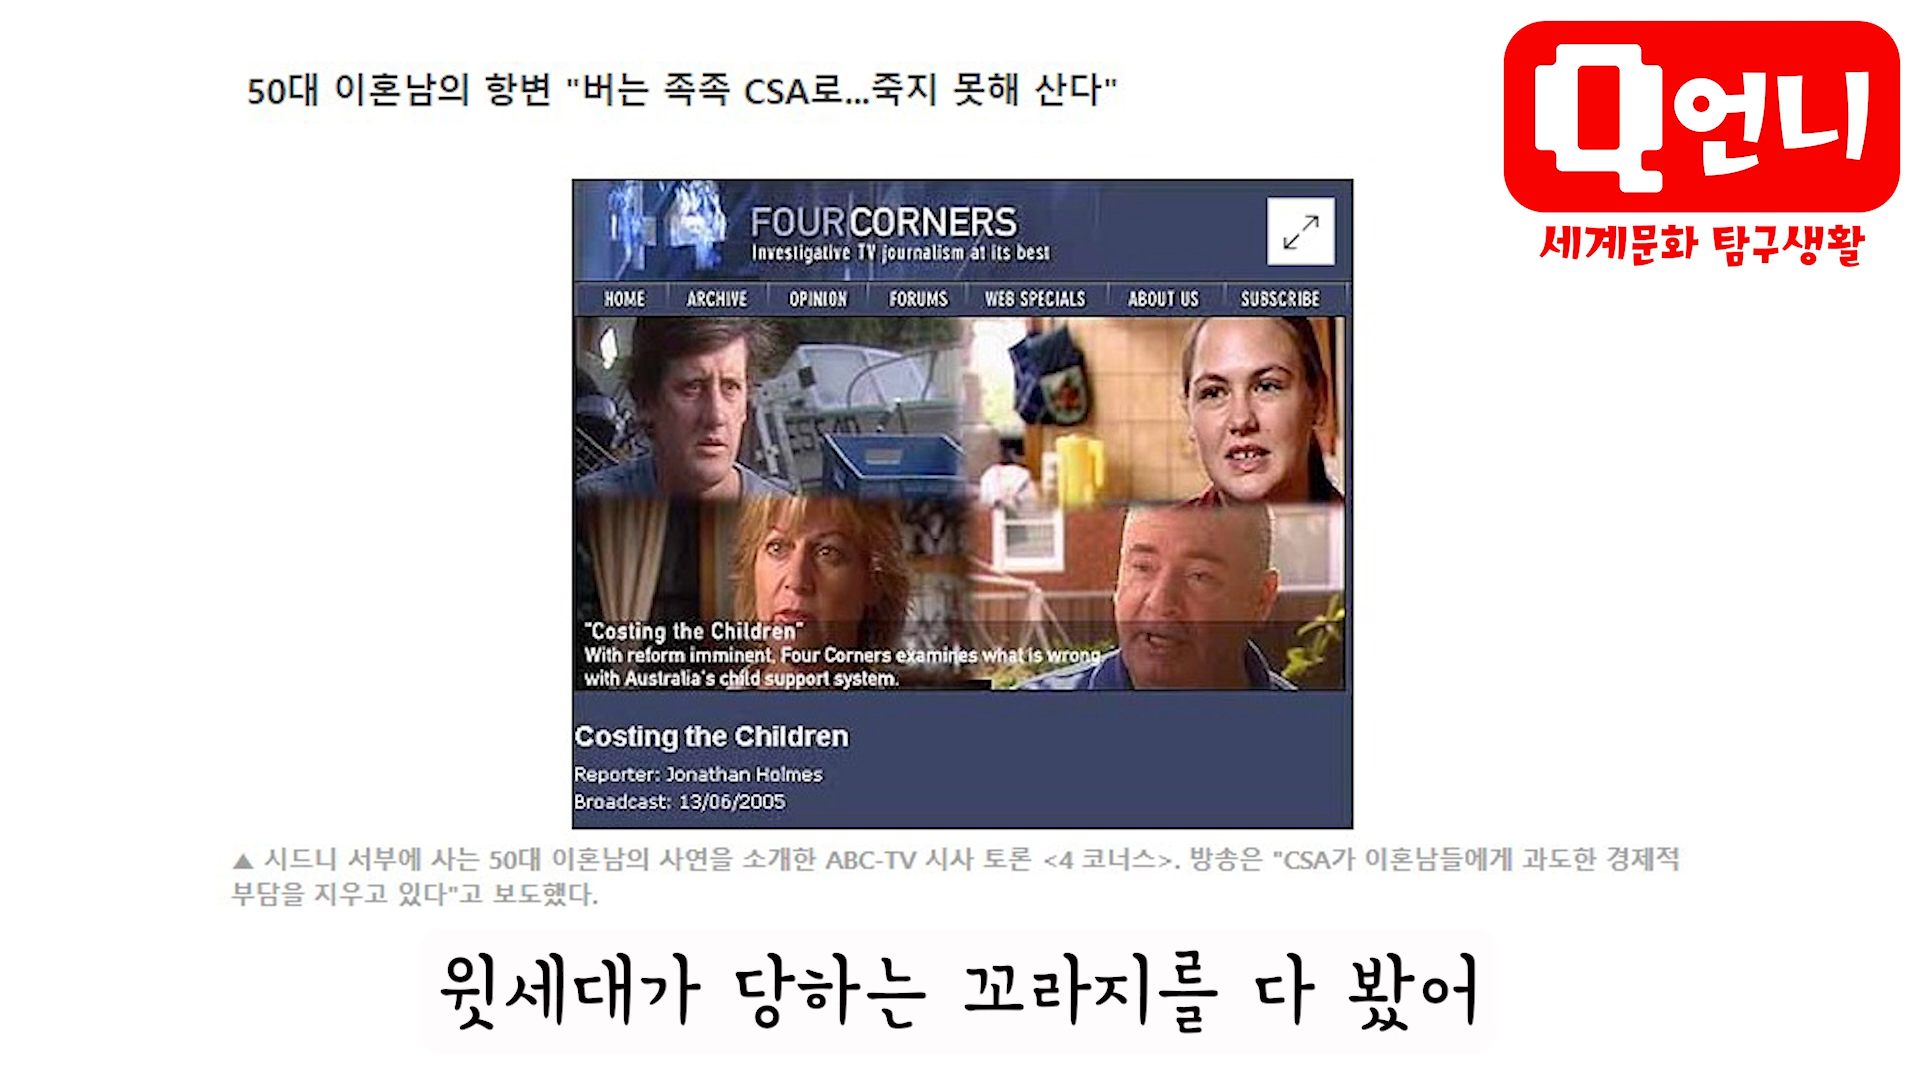 50대 이혼남의 항변 "버는 족족 CSA로...죽지 못해 산다"
Q언니
세계문화 탐구생활
FOUR CORNERS
Investigative TV journalism at its best
HOME ARCHIVE OPINION FORUMS WEB SPECIALS ABOUT US SUBSCRIBE
"Costing the Children"
With reform imminent, Four Corners examines what is wrong
with Australia's child support system.
Costing the Children
Reporter: Jonathan Holmes
Broadcast: 13/06/2005
▲ 시드니 서부에 사는 50대 이혼남의 사연을 소개한 ABC-TV 시사 토론 <4 코너스>. 방송은 "CSA가 이혼남들에게 과도한 경제적
부담을 지우고 있다"고 보도했다.
윗세대가 당하는 꼬라지를 다 봤어